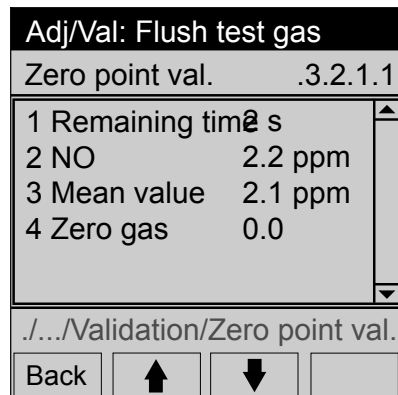 Adj/Val: Flush test gas
Zero point val. .3.2.1.1
1 Remaining time 2 s
2 NO 2.2 ppm
3 Mean value 2.1 ppm
4 Zero gas 0.0
./.../Validation/Zero point val.
Back